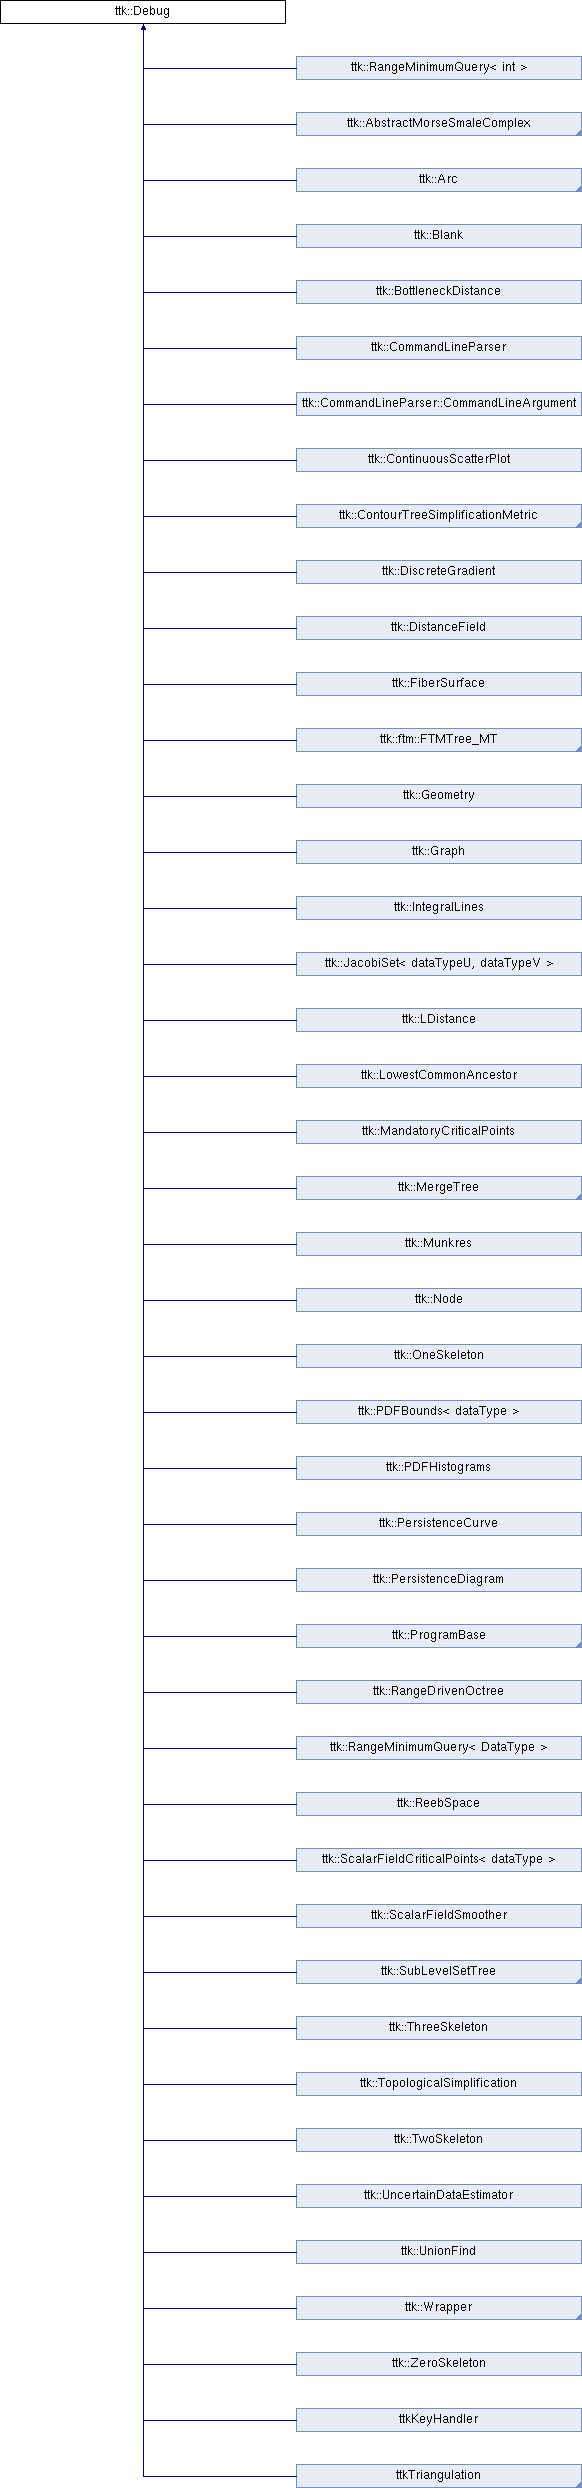 ttk::Debug
ttk::RangeMinimumQuery< int >
ttk::AbstractMorseSmaleComplex
ttk::Arc
ttk::Blank
ttk::BottleneckDistance
ttk::CommandLineParser
ttk::CommandLineParser::CommandLineArgument
ttk::ContinuousScatterPlot
ttk::ContourTreeSimplificationMetric
ttk::DiscreteGradient
ttk::DistanceField
ttk::FiberSurface
ttk::ftm::FTMTree_MT
ttk::Geometry
ttk::Graph
ttk::IntegralLines
ttk::JacobiSet< dataTypeU, dataTypeV >
ttk::LDistance
ttk::LowestCommonAncestor
ttk::MandatoryCriticalPoints
ttk::MergeTree
ttk::Munkres
ttk::Node
ttk::OneSkeleton
ttk::PDFBounds< dataType >
ttk::PDFHistograms
ttk::PersistenceCurve
ttk::PersistenceDiagram
ttk::ProgramBase
ttk::RangeDrivenOctree
ttk::RangeMinimumQuery< DataType >
ttk::ReebSpace
ttk::ScalarFieldCriticalPoints< dataType >
ttk::ScalarFieldSmoother
ttk::SubLevelSetTree
ttk::ThreeSkeleton
ttk::TopologicalSimplification
ttk::TwoSkeleton
ttk::UncertainDataEstimator
ttk::UnionFind
ttk::Wrapper
ttk::ZeroSkeleton
ttkKeyHandler
ttkTriangulation